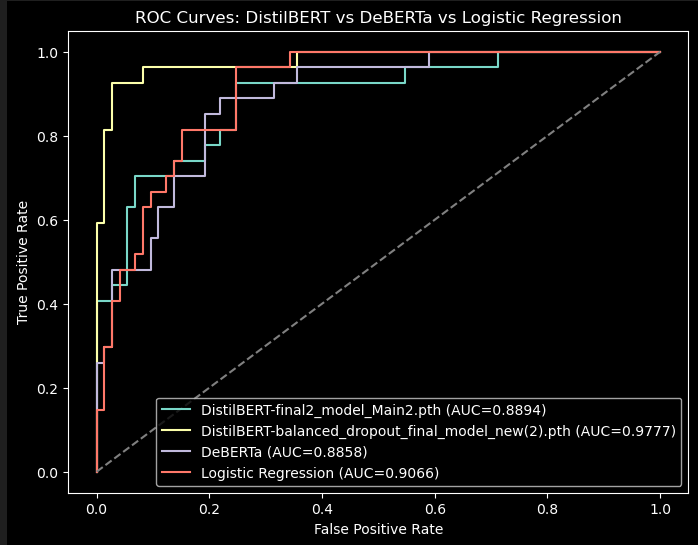 ROC Curves: DistilBERT vs DeBERTa vs Logistic Regression
1.0
0.8
0.6
0.4
0.2
0.0
True Positive Rate
DistilBERT-final2_model_Main2.pth (AUC=0.8894)
DistilBERT-balanced_dropout_final_model_new(2).pth (AUC=0.9777)
DeBERTa (AUC=0.8858)
Logistic Regression (AUC=0.9066)
0.0 0.2 0.4 0.6 0.8 1.0
False Positive Rate